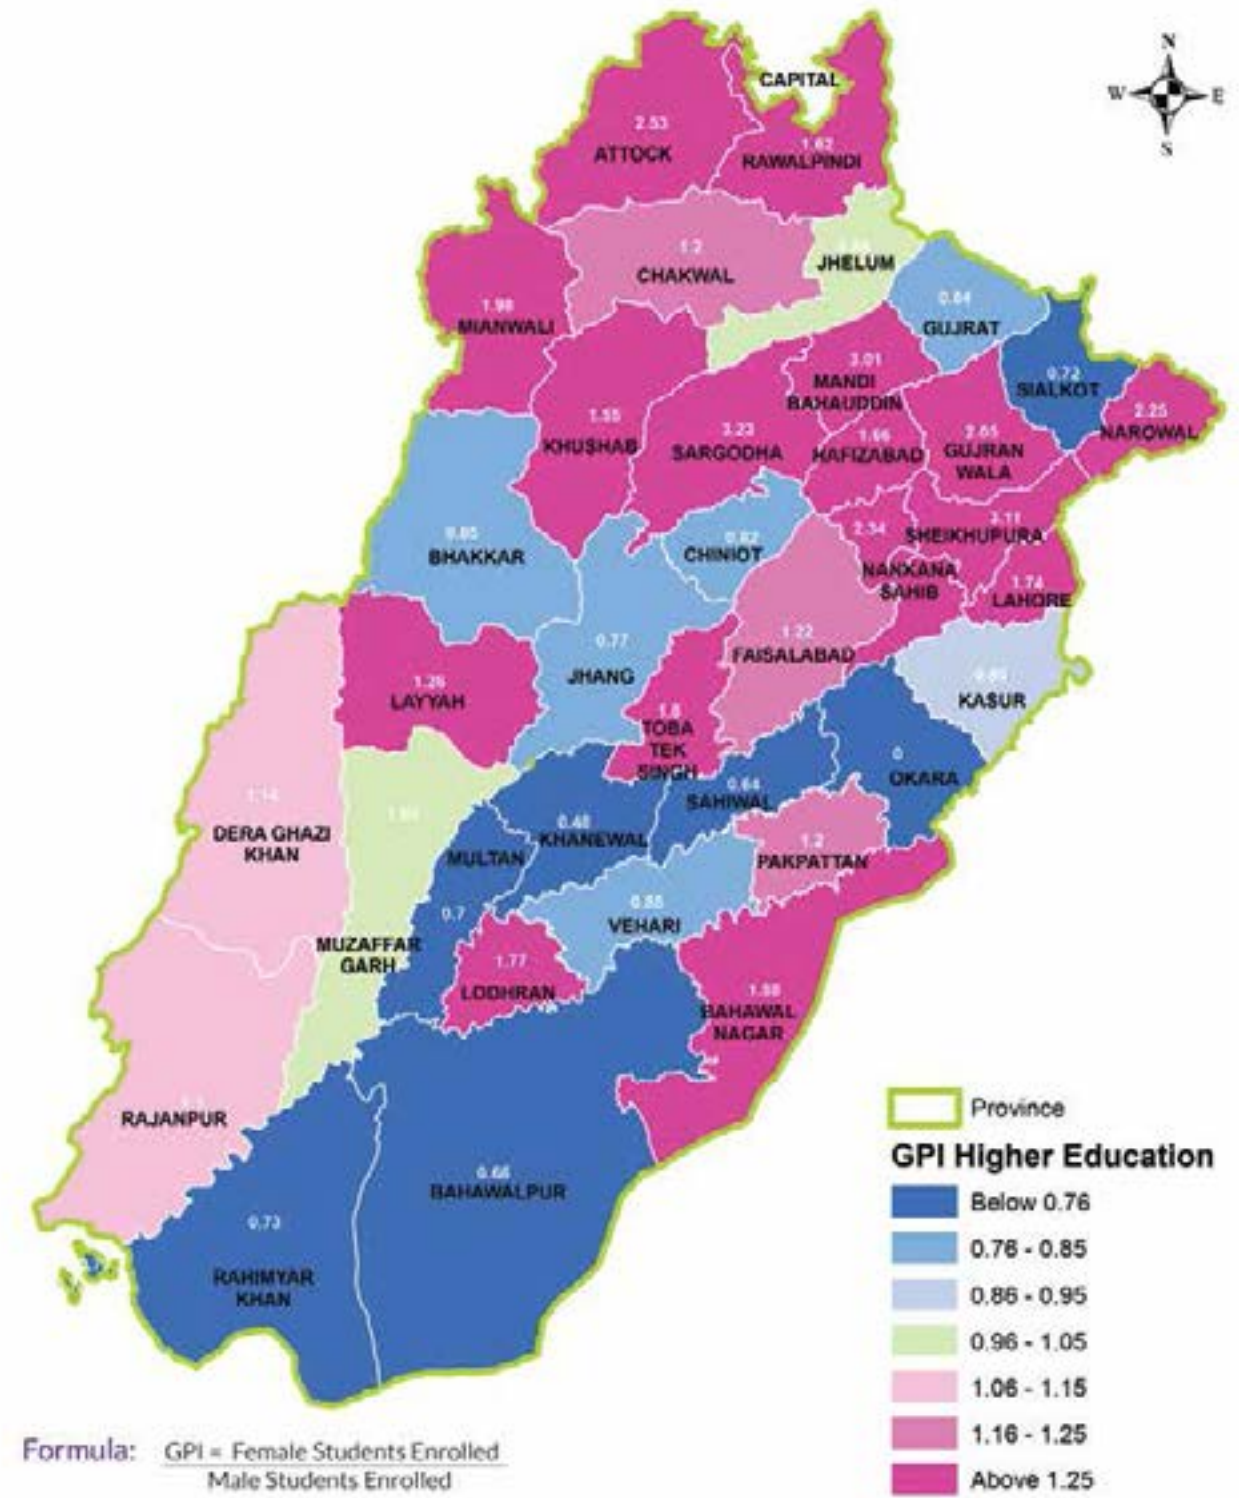 N
W E
S
CAPITAL
2.53
ATTOCK
1.62
RAWALPINDI
1.2
CHAKWAL
JHELUM
1.98
MIANWALI
0.84
GUJRAT
3.01
MANDI
BAHAUDDIN
0.72
SIALKOT
2.25
NAROWAL
1.55
KHUSHAB
3.23
SARGODHA
1.66
HAFIZABAD
GUJRAN
WALA
0.85
BHAKKAR
0.82
CHINIOT
2.34
NANKANA
SAHIB
3.11
SHEIKHUPURA
1.74
LAHORE
1.22
FAISALABAD
0.77
JHANG
1.26
LAYYAH
KASUR
1.8
TOBA
TEK
SINGH
0
OKARA
0.64
SAHIWAL
1.14
DERA GHAZI
KHAN
0.48
KHANEWAL
MULTAN
0.7
1.2
PAKPATTAN
0.85
VEHARI
MUZAFFAR
GARH
1.77
LODHRAN
BAHAWAL
NAGAR
RAJANPUR
0.66
BAHAWALPUR
0.73
RAHIMYAR
KHAN
Province
GPI Higher Education
Below 0.76
0.76 - 0.85
0.86 - 0.95
0.96 - 1.05
1.06 - 1.15
1.16 - 1.25
Above 1.25
Formula: GPI = Female Students Enrolled
Male Students Enrolled